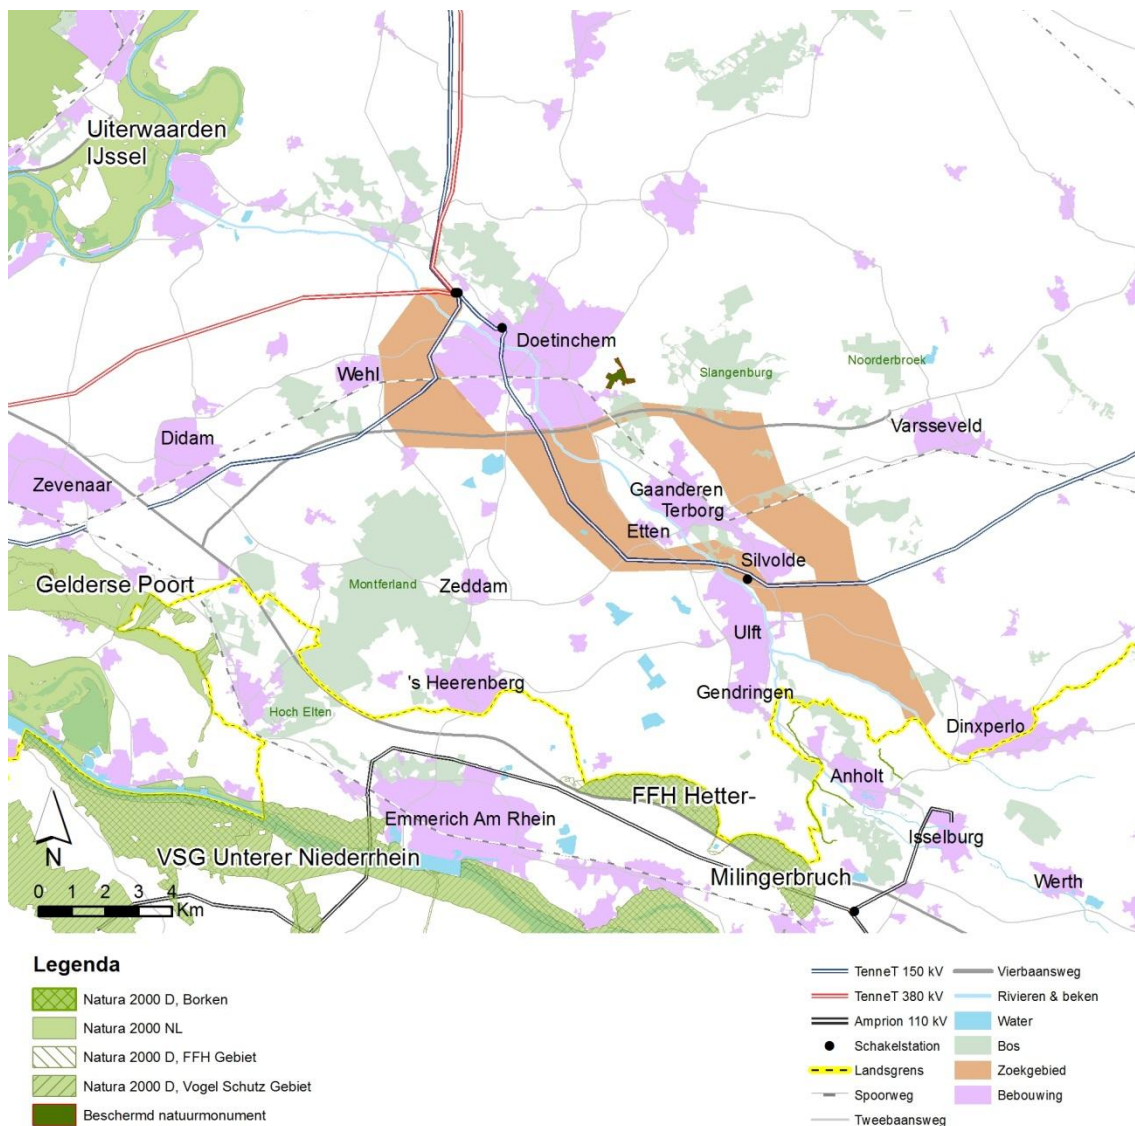 Uiterwaarden
IJssel
Doetinchem
Wehl
Slangenburg
Noorderbroek
Varsseveld
Didam
Zevenaar
Gaanderen
Terborg
Etten
Silvolde
Gelderse Poort
Montferland
Zeddam
Ulft
's Heerenberg
Gendringen
Hoch Elten
Dinxperlo
Anholt
FFH Hetter-
Emmerich Am Rhein
Isselburg
N
VSG Unterer Niederrhein
Milingerbruch
Werth
0 1 2 3 4
Km
Legenda
Natura 2000 D, Borken
Natura 2000 NL
Natura 2000 D, FFH Gebiet
Natura 2000 D, Vogel Schutz Gebiet
Beschermd natuurmonument
TenneT 150 kV
TenneT 380 kV
Amprion 110 kV
Schakelstation
Landsgrens
Spoorweg
Tweebaansweg
Vierbaansweg
Rivieren & beken
Water
Bos
Zoekgebied
Bebouwing